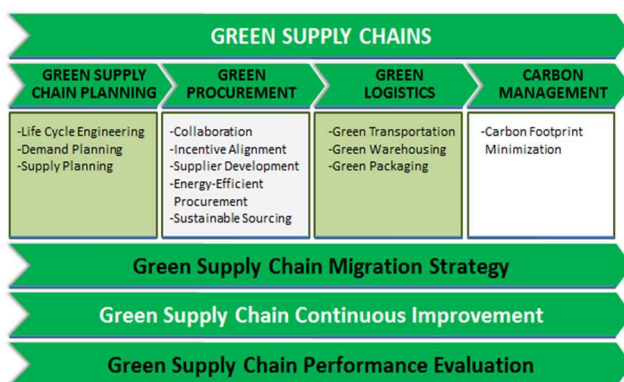 GREEN SUPPLY CHAINS
GREEN SUPPLY
CHAIN PLANNING
GREEN
PROCUREMENT
GREEN
LOGISTICS
CARBON
MANAGEMENT
-Life Cycle Engineering
-Demand Planning
-Supply Planning
-Collaboration
-Incentive Alignment
-Supplier Development
-Energy-Efficient
Procurement
-Sustainable Sourcing
-Green Transportation
-Green Warehousing
-Green Packaging
-Carbon Footprint
Minimization
Green Supply Chain Migration Strategy
Green Supply Chain Continuous Improvement
Green Supply Chain Performance Evaluation